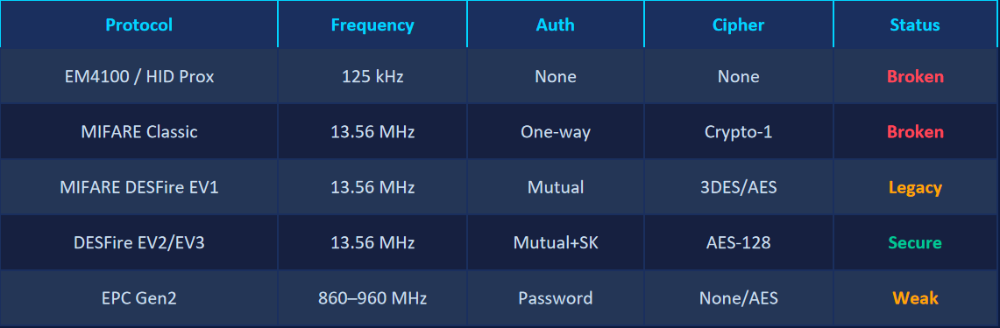 Protocol Frequency Auth Cipher Status
EM4100 / HID Prox 125 kHz None None Broken
MIFARE Classic 13.56 MHz One-way Crypto-1 Broken
MIFARE DESFire EV1 13.56 MHz Mutual 3DES/AES Legacy
DESFire EV2/EV3 13.56 MHz Mutual+SK AES-128 Secure
EPC Gen2 860–960 MHz Password None/AES Weak